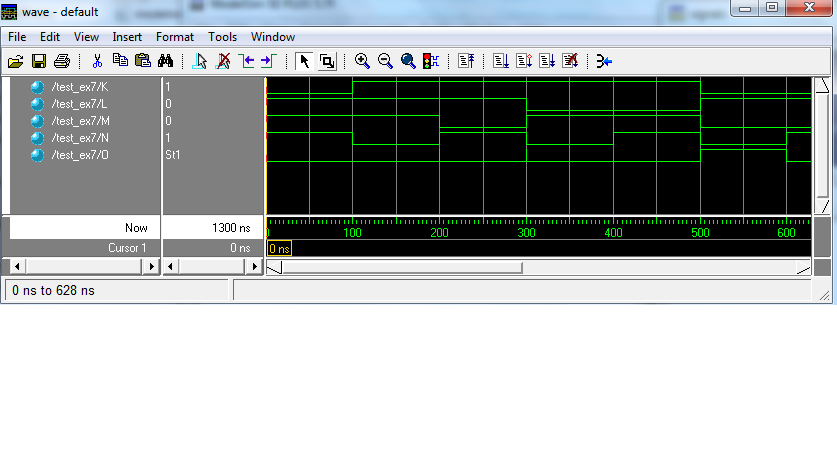 wave - default
File Edit View Insert Format Tools Window
/test_ex7/K 1
/test_ex7/L 0
/test_ex7/M 0
/test_ex7/N 1
/test_ex7/O St1
Now 1300 ns
100 200 300 400 500 600
Cursor 1 0 ns 0 ns
0 ns to 628 ns